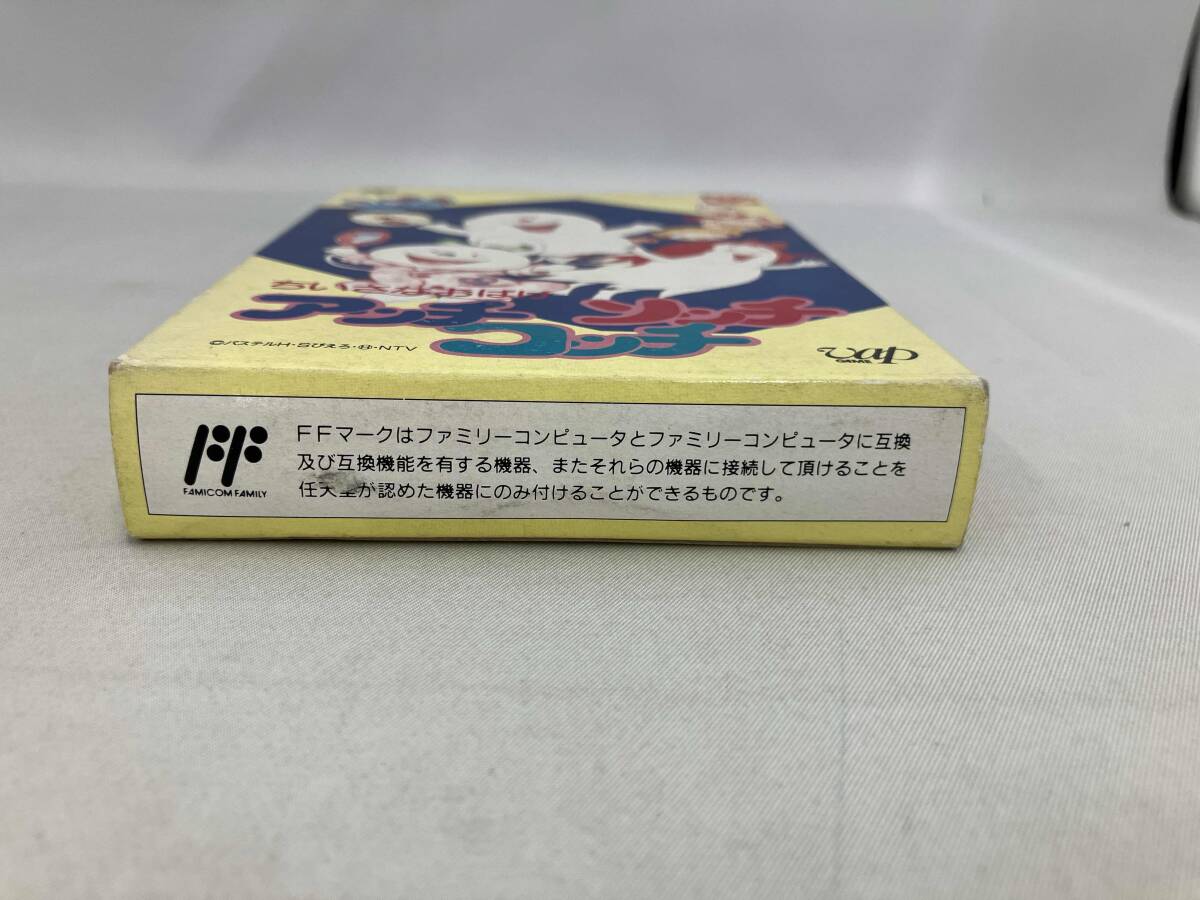 ちいさなおばけ
アッチ ソッチ
コッチ
©パステルH・Sぴえろ・⑪・NTV
GAME
FFマークはファミリーコンピュータとファミリーコンピュータに互換
及び互換機能を有する機器、またそれらの機器に接続して頂けることを
任天堂が認めた機器にのみ付けることができるものです。
FAMICOM FAMILY